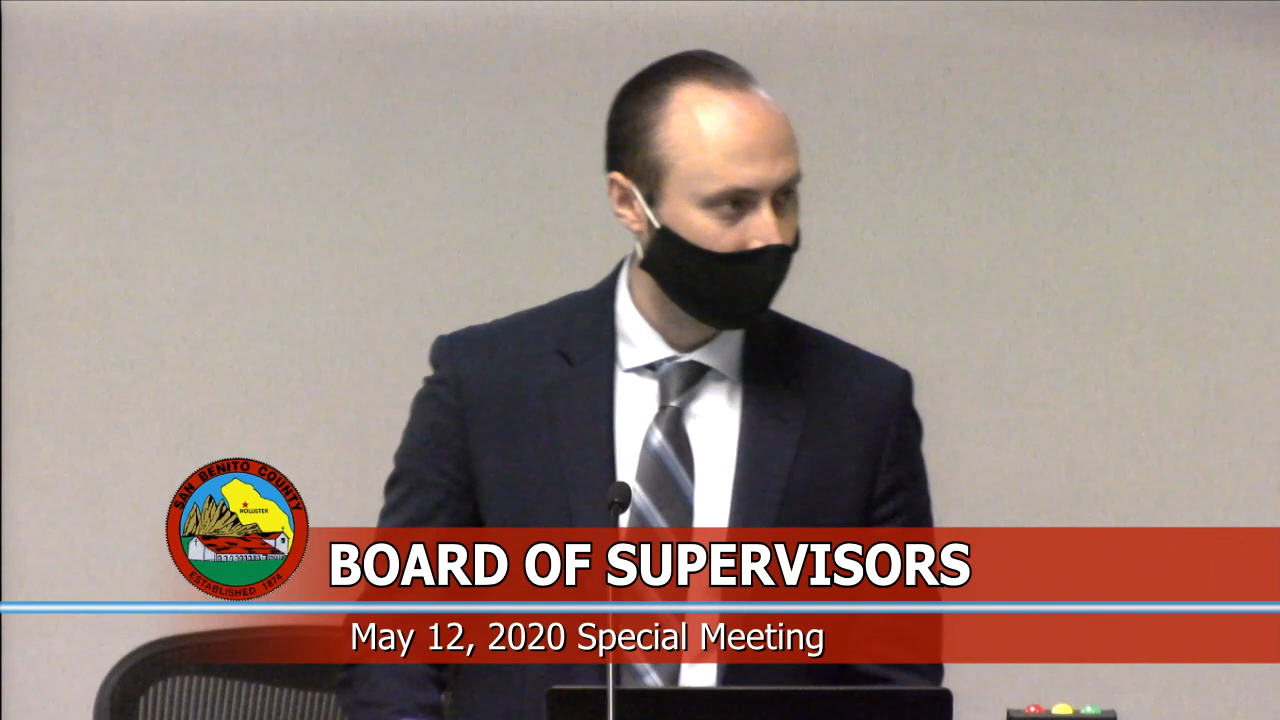 SAN BENITO COUNTY
HOLLISTER
ESTABLISHED 1874
BOARD OF SUPERVISORS
May 12, 2020 Special Meeting